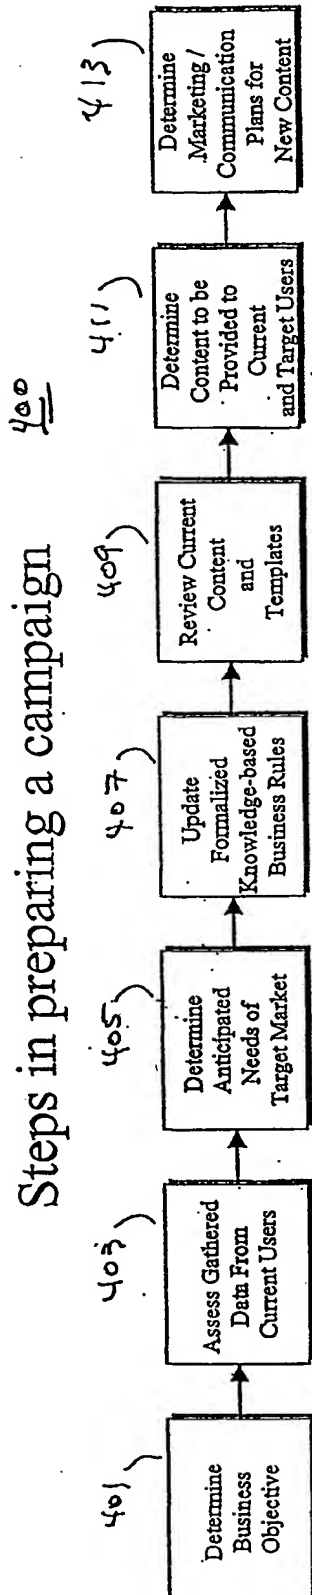 Steps in preparing a campaign
400
401
Determine
Business
Objective
403
Assess Gathered
Data From
Current Users
405
Determine
Anticipated
Needs of
Target Market
407
Update
Formalized
Knowledge-based
Business Rules
409
Review Current
Content
and
Templates
411
Determine
Content to be
Provided to
Current
and Target Users
413
Determine
Marketing /
Communication
Plans for
New Content